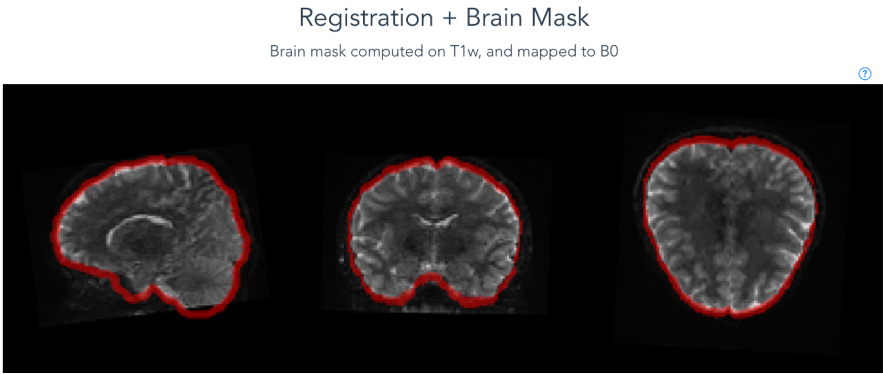 Registration + Brain Mask
Brain mask computed on T1w, and mapped to B0
?